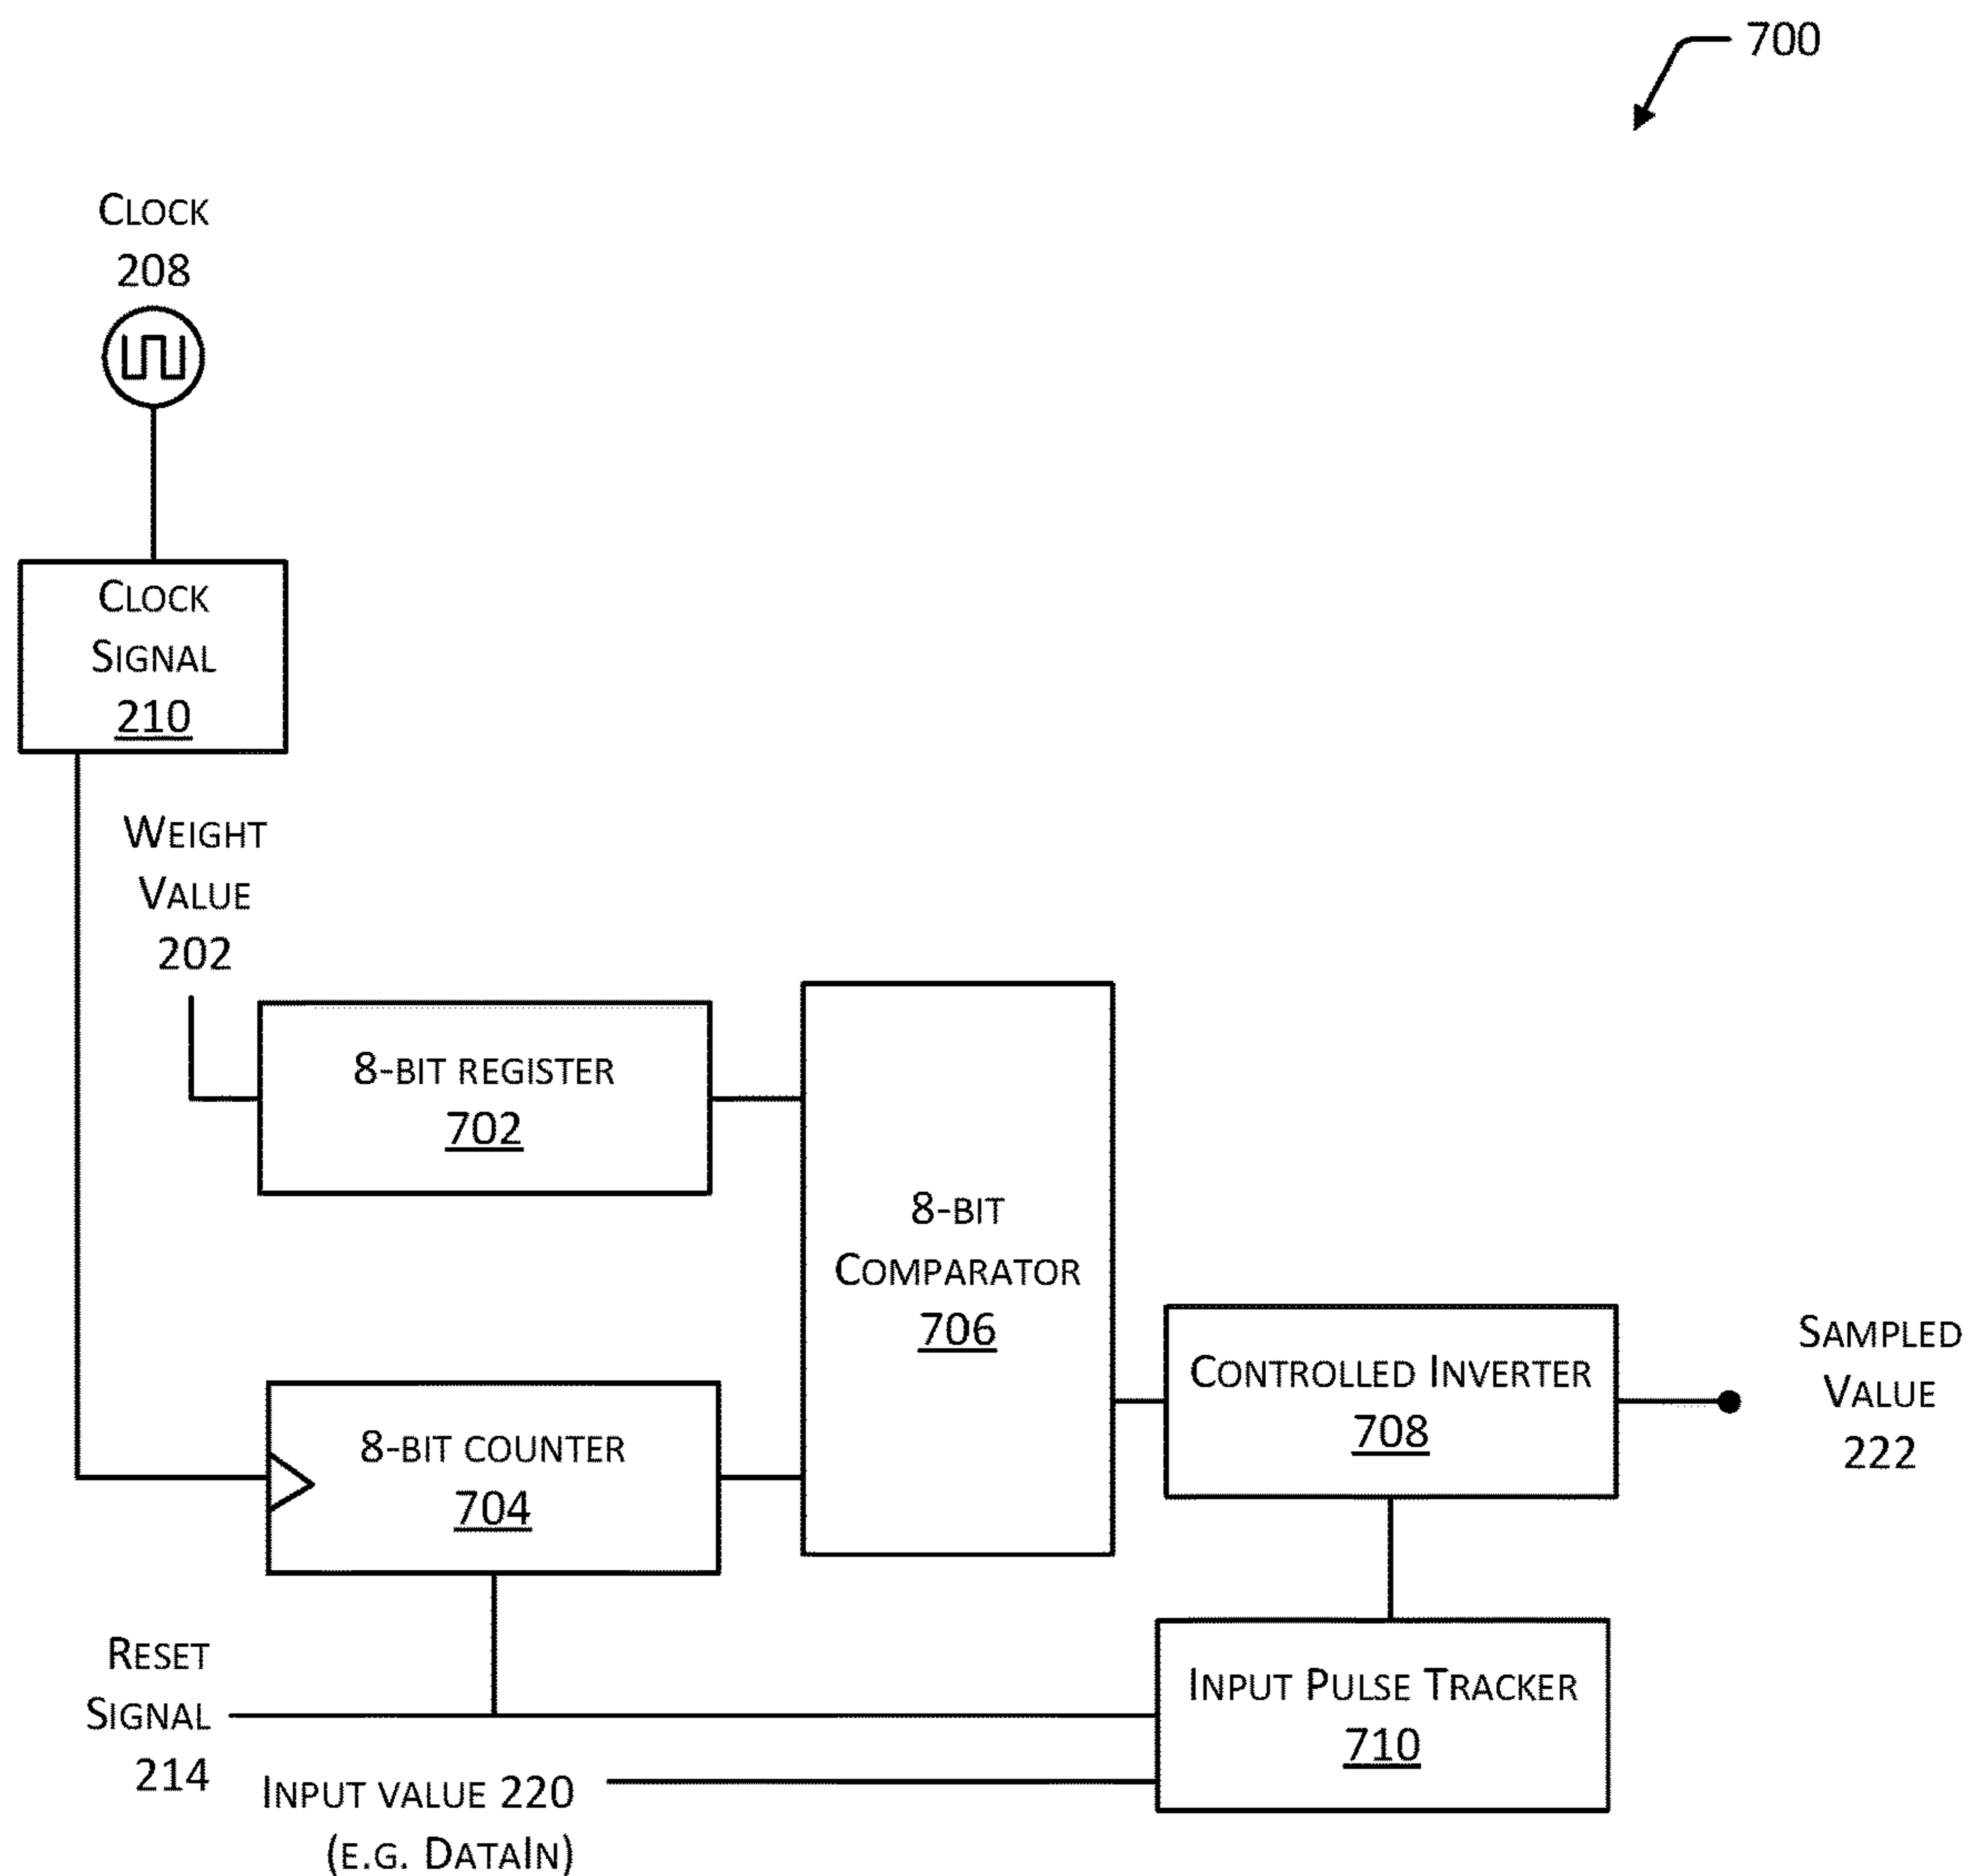 700
CLOCK
208
CLOCK
SIGNAL
210
WEIGHT
VALUE
202
8-BIT REGISTER
702
8-BIT
COMPARATOR
706
8-BIT COUNTER
704
CONTROLLED INVERTER
708
SAMPLED
VALUE
222
RESET
SIGNAL
214
INPUT PULSE TRACKER
710
INPUT VALUE 220
(E.G. DATAIN)